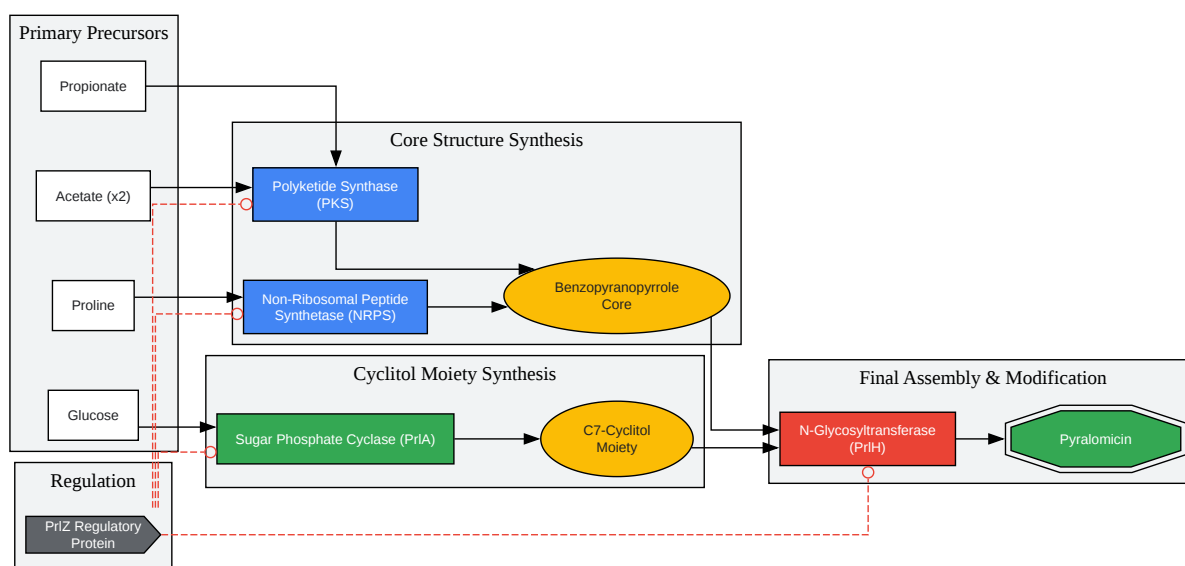 Primary Precursors
Propionate
Acetate (x2)
Proline
Glucose
Regulation
PrlZ Regulatory
Protein
Core Structure Synthesis
Polyketide Synthase
(PKS)
Non-Ribosomal Peptide
Synthetase (NRPS)
Benzopyranopyrrole
Core
Cyclitol Moiety Synthesis
Sugar Phosphate Cyclase (PrlA)
C7-Cyclitol
Moiety
Final Assembly & Modification
N-Glycosyltransferase
(PrlH)
Pyralomicin